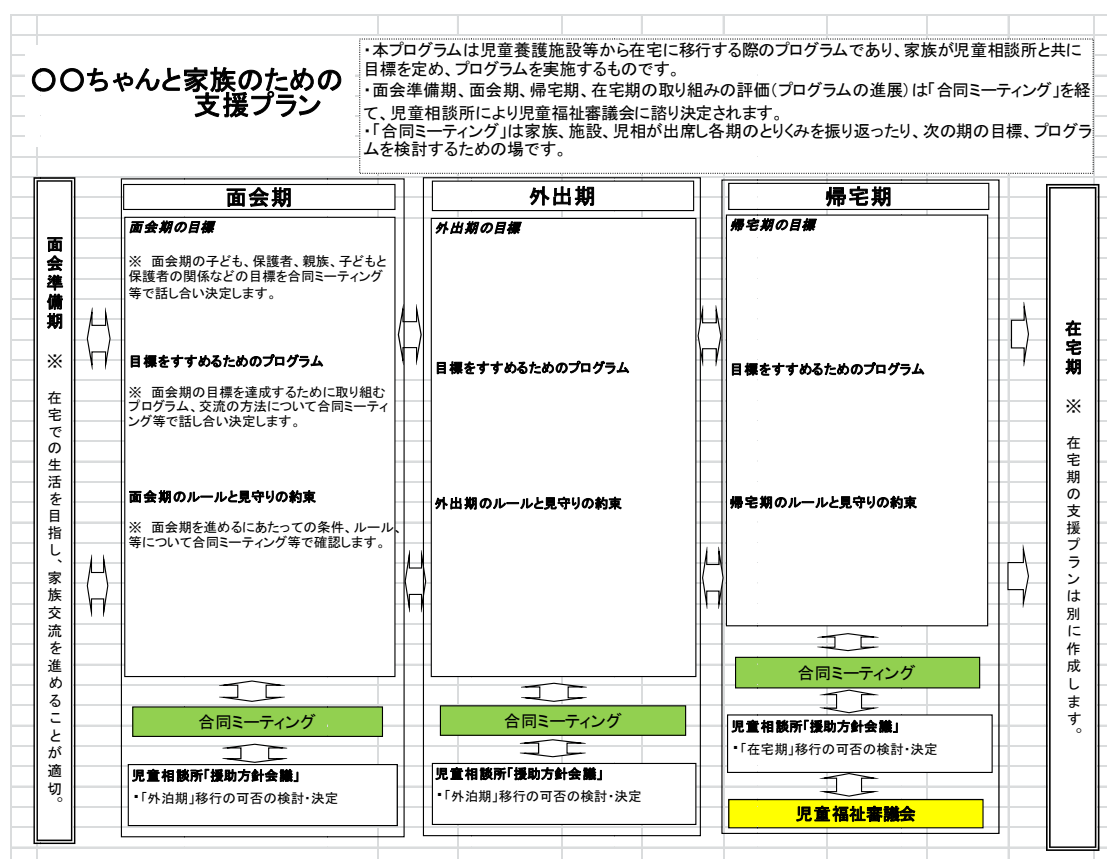 〇〇ちゃんと家族のための
支援プラン
・本プログラムは児童養護施設等から在宅に移行する際のプログラムであり、家族が児童相談所と共に
目標を定め、プログラムを実施するものです。
・面会準備期、面会期、帰宅期、在宅期の取り組みの評価(プログラムの進展)は「合同ミーティング」を経
て、児童相談所により児童福祉審議会に諮り決定されます。
・「合同ミーティング」は家族、施設、児相が出席し各期のとりくみを振り返ったり、次の期の目標、プログラ
ムを検討するための場です。
面会準備期 ※ 在宅での生活を目指し、家族交流を進めることが適切。
面会期
面会期の目標
※ 面会期の子ども、保護者、親族、子どもと
保護者の関係などの目標を合同ミーティング
等で話し合い決定します。
目標をすすめるためのプログラム
※ 面会期の目標を達成するために取り組む
プログラム、交流の方法について合同ミーティ
ング等で話し合い決定します。
面会期のルールと見守りの約束
※ 面会期を進めるにあたっての条件、ルール、
等について合同ミーティング等で確認します。
合同ミーティング
児童相談所「援助方針会議」
・「外泊期」移行の可否の検討・決定
外出期
外出期の目標
目標をすすめるためのプログラム
外出期のルールと見守りの約束
合同ミーティング
児童相談所「援助方針会議」
・「外泊期」移行の可否の検討・決定
帰宅期
帰宅期の目標
目標をすすめるためのプログラム
帰宅期のルールと見守りの約束
合同ミーティング
児童相談所「援助方針会議」
・「在宅期」移行の可否の検討・決定
児童福祉審議会
在宅期 ※ 在宅期の支援プランは別に作成します。